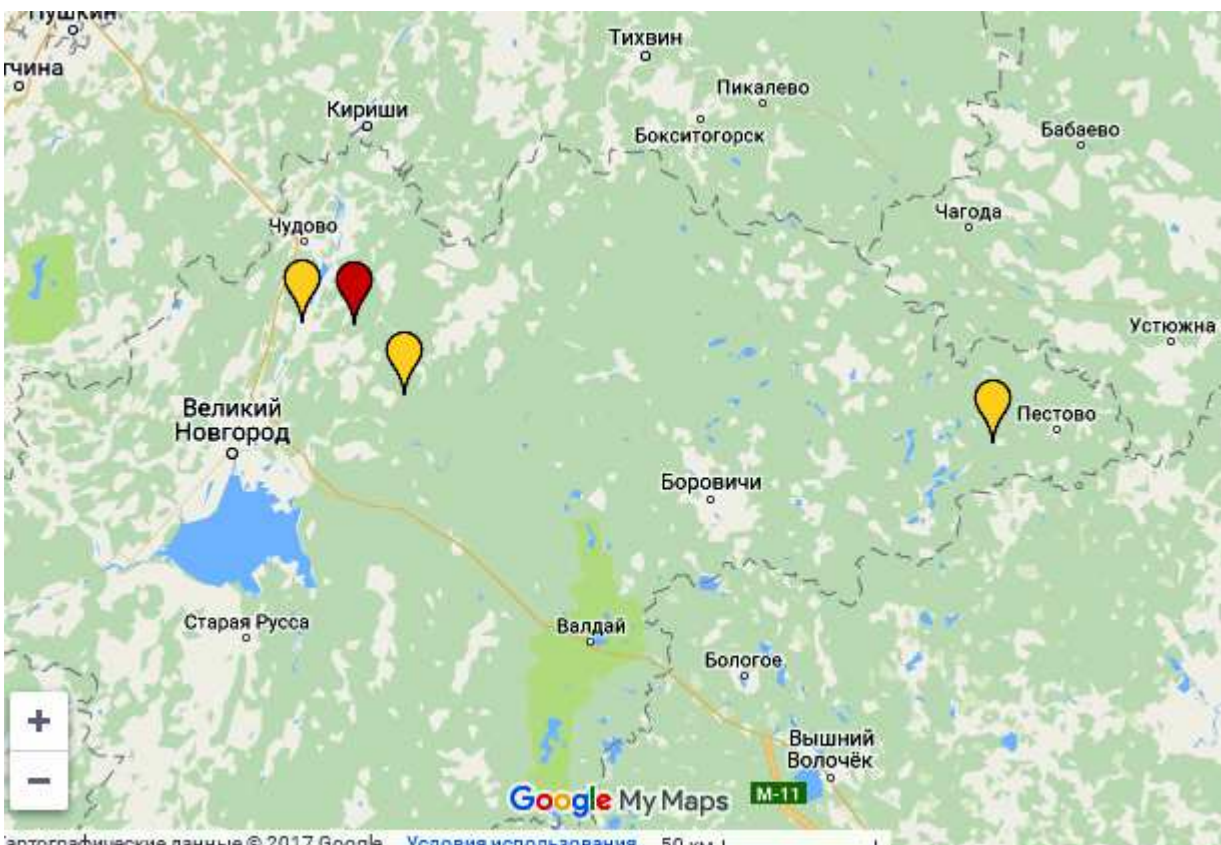 Пушкин
Тихвин
тчина
Пикалево
Кириши
Бокситогорск
Бабаево
Чагода
Чудово
Устюжна
Великий
Новгород
Пестово
Боровичи
Старая Русса
Валдай
Бологое
+
Вышний
Волочёк
−
Google My Maps
М-11
Картографические данные © 2017 Google
Условия использования
50 км